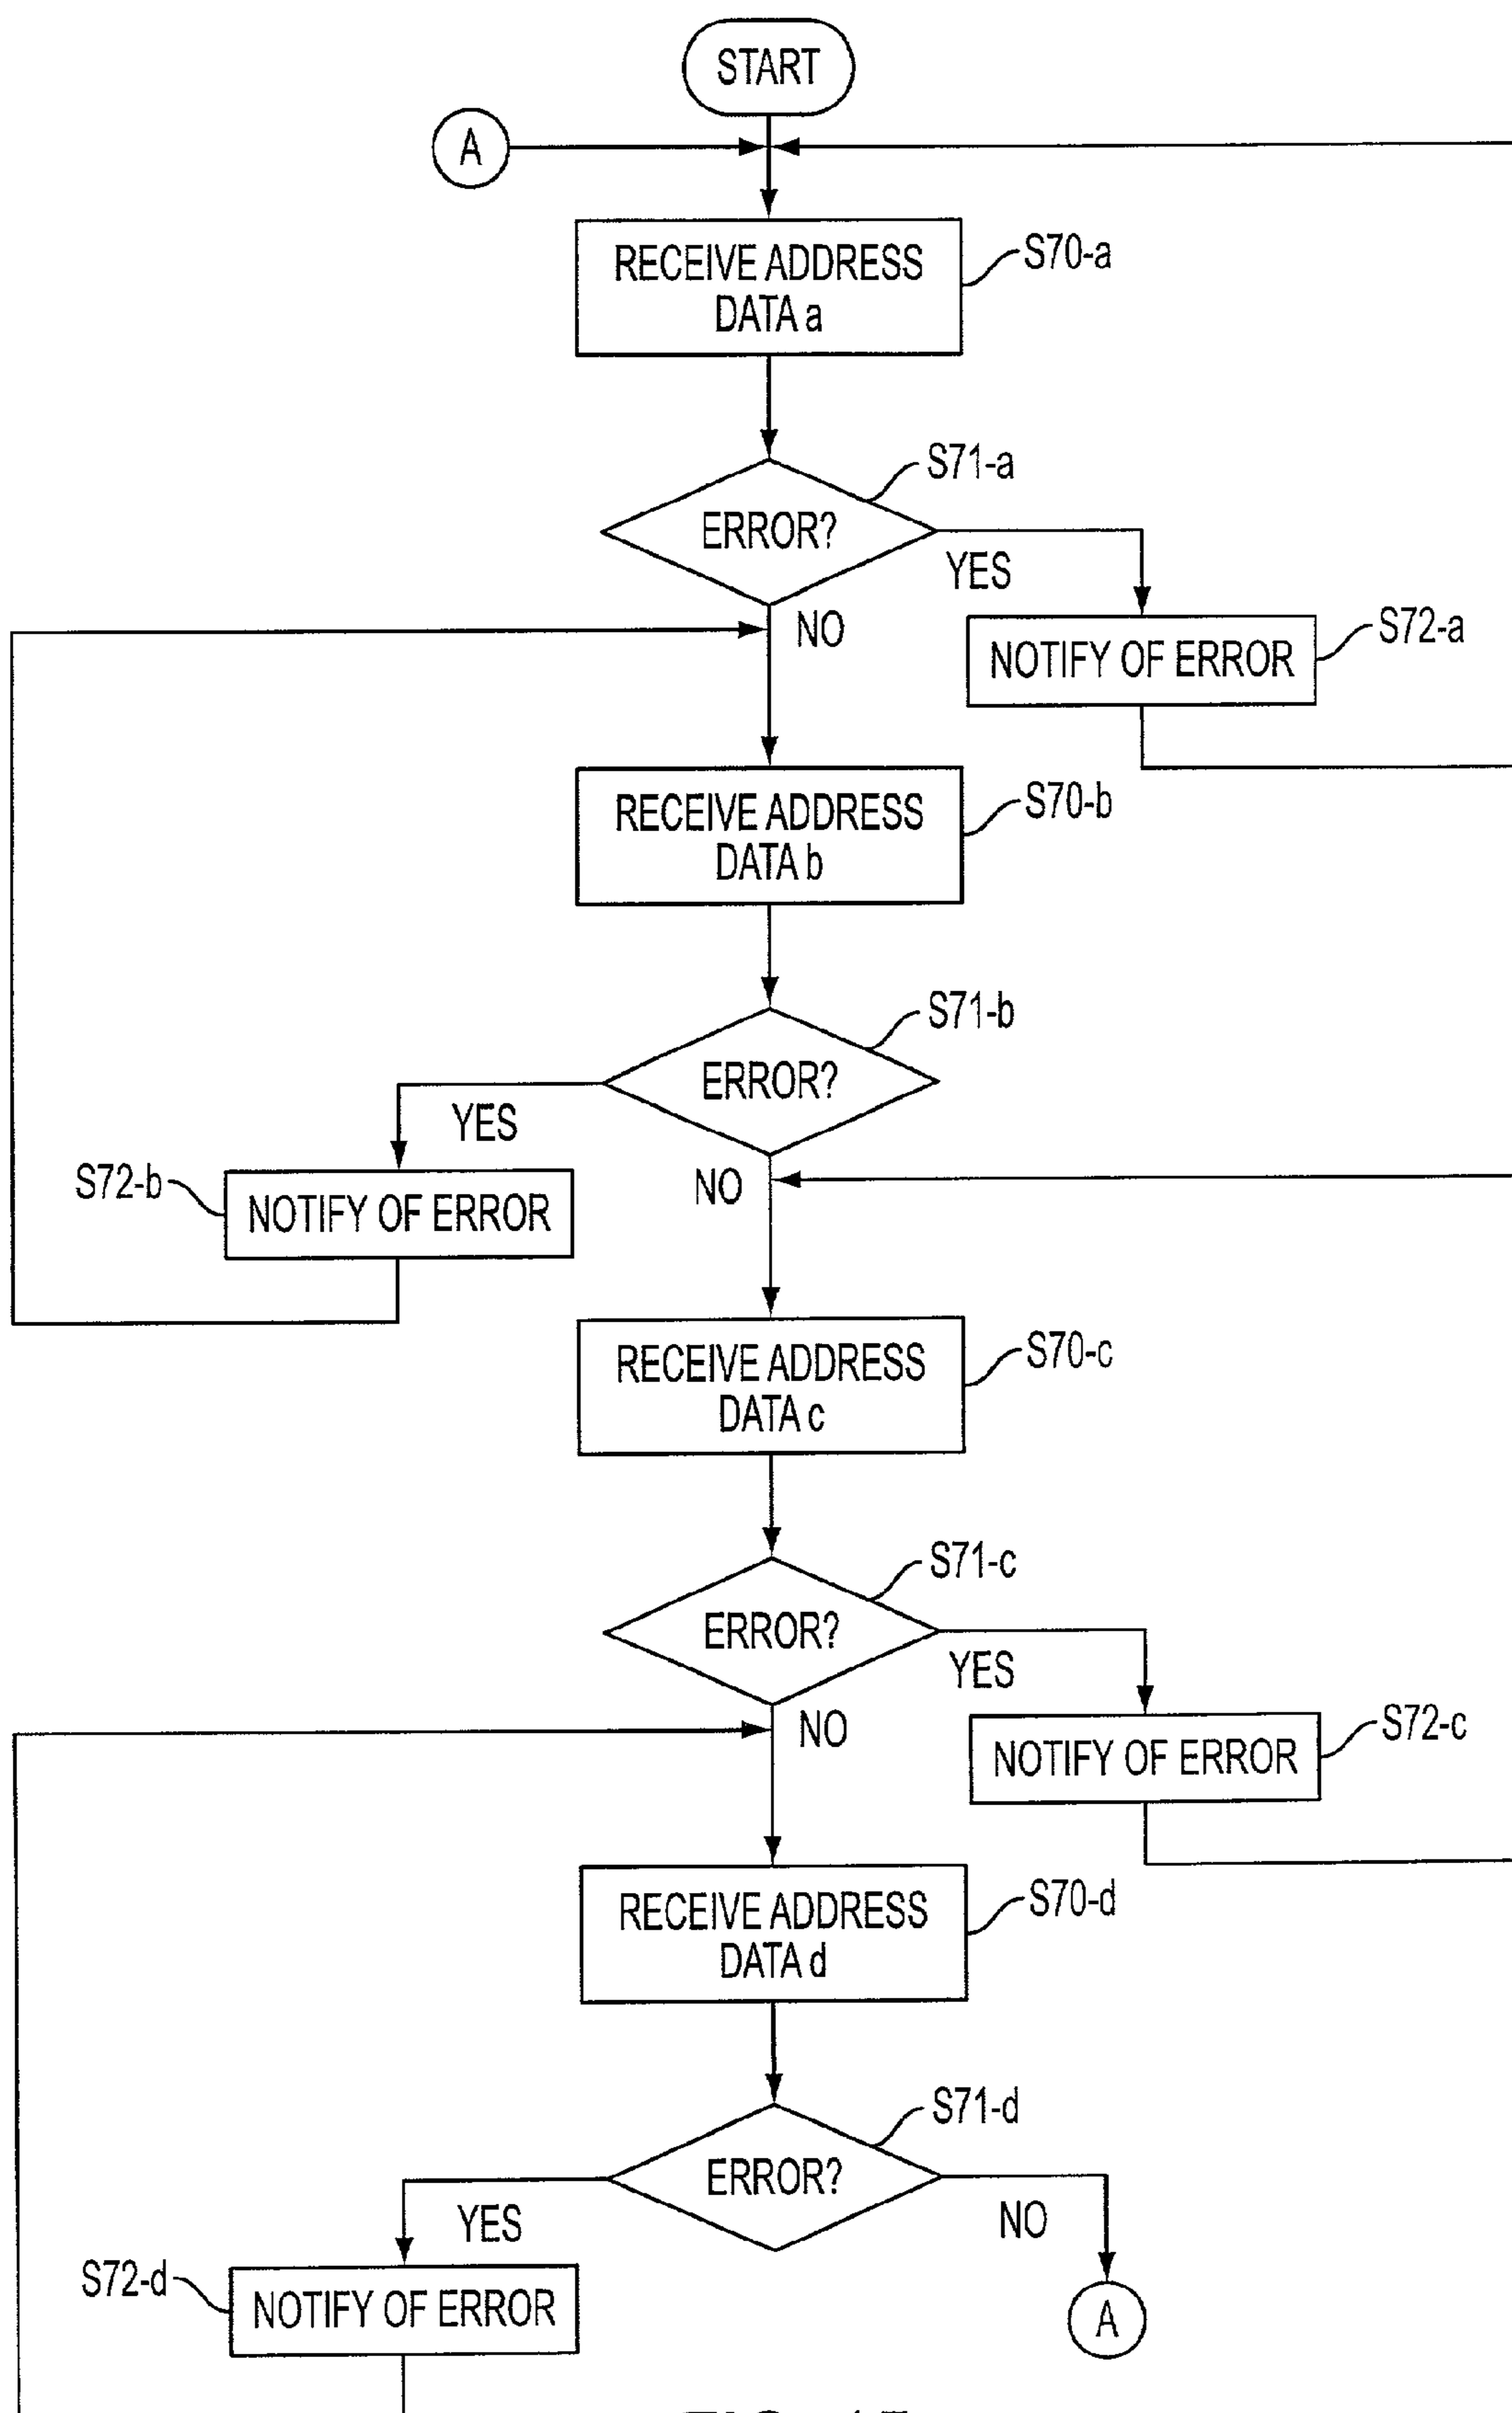 START
A
RECEIVE ADDRESS
DATA a
S70-a
S71-a
ERROR?
YES
NO
NOTIFY OF ERROR
S72-a
RECEIVE ADDRESS
DATA b
S70-b
S71-b
ERROR?
YES
NO
S72-b
NOTIFY OF ERROR
RECEIVE ADDRESS
DATA c
S70-c
S71-c
ERROR?
YES
NO
NOTIFY OF ERROR
S72-c
RECEIVE ADDRESS
DATA d
S70-d
S71-d
ERROR?
YES
NO
S72-d
NOTIFY OF ERROR
A